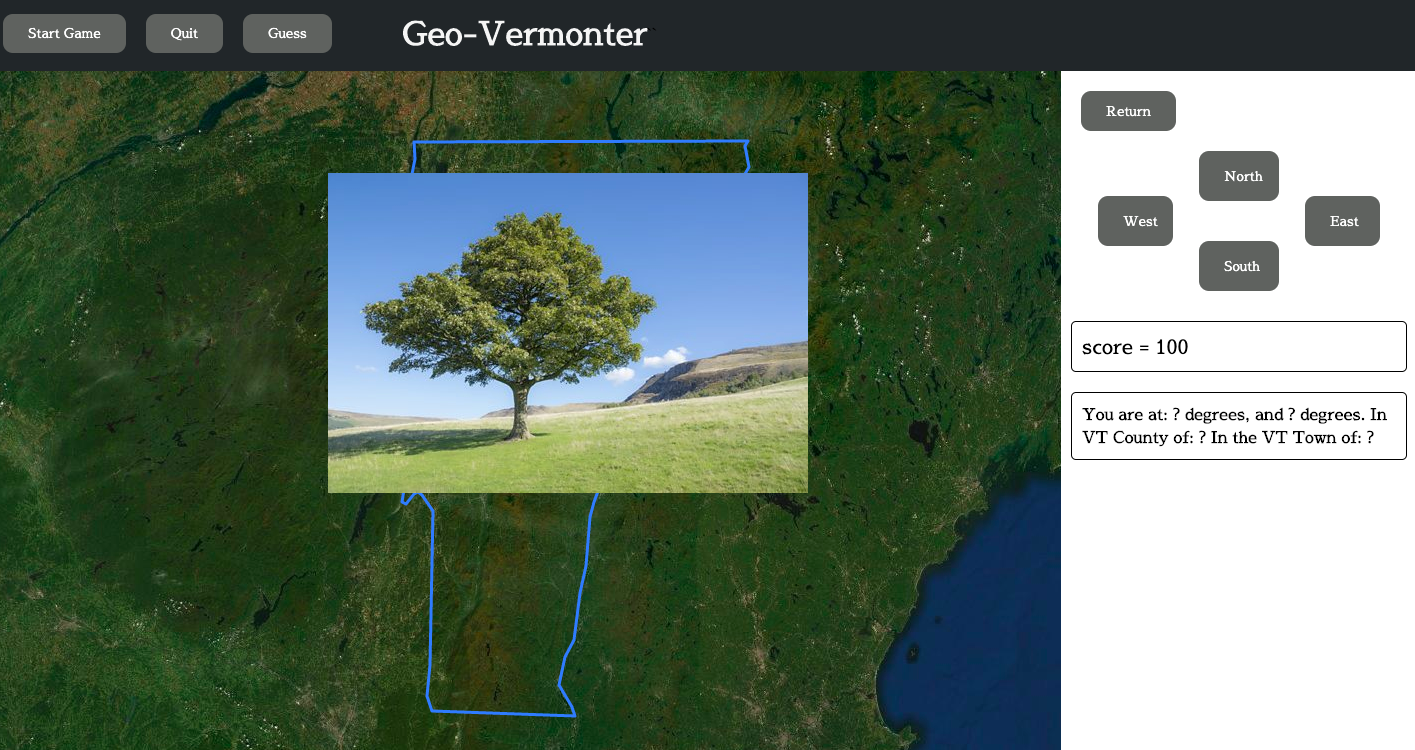 Start Game
Quit
Guess
Geo-Vermonter
Return
North
West
East
South
score = 100
You are at: ? degrees, and ? degrees. In
VT County of: ? In the VT Town of: ?